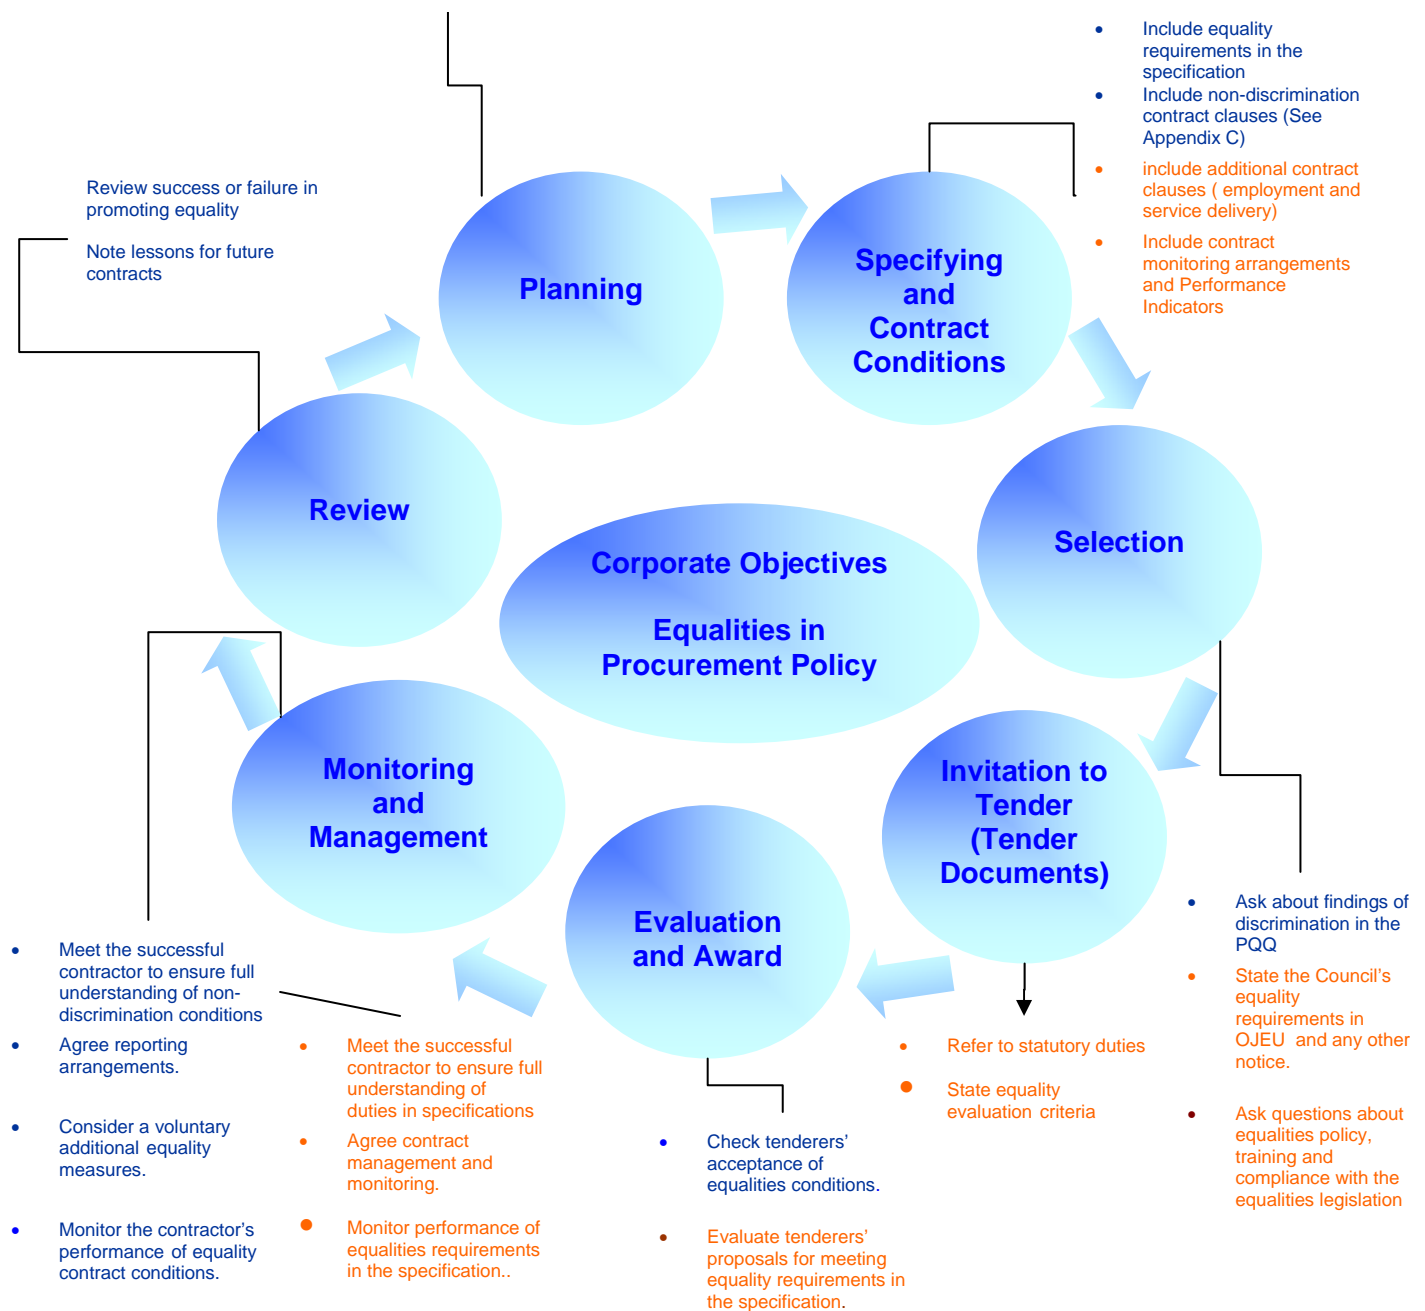 • Include equality
requirements in the
specification
• Include non-discrimination
contract clauses (See
Appendix C)
• include additional contract
clauses ( employment and
service delivery)
• Include contract
monitoring arrangements
and Performance
Indicators
Review success or failure in
promoting equality
Note lessons for future
contracts
Planning
Specifying
and
Contract
Conditions
Review
Selection
Corporate Objectives
Equalities in
Procurement Policy
Monitoring
and
Management
Invitation to
Tender
(Tender
Documents)
Evaluation
and Award
• Ask about findings of
discrimination in the
PQQ
• State the Council's
equality
requirements in
OJEU and any other
notice.
• Ask questions about
equalities policy,
training and
compliance with the
equalities legislation
• Refer to statutory duties
• State equality
evaluation criteria
• Check tenderers'
acceptance of
equalities conditions.
• Evaluate tenderers'
proposals for meeting
equality requirements in
the specification.
• Meet the successful
contractor to ensure full
understanding of non-
discrimination conditions
• Agree reporting
arrangements.
• Consider a voluntary
additional equality
measures.
• Monitor the contractor's
performance of equality
contract conditions.
• Meet the successful
contractor to ensure full
understanding of
duties in specifications
• Agree contract
management and
monitoring.
• Monitor performance of
equalities requirements
in the specification..